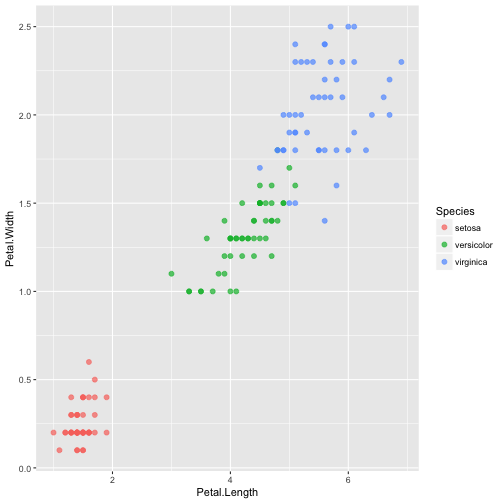 2.5
2.0
1.5
1.0
0.5
0.0
Petal.Width
2 4 6
Petal.Length
Species
setosa
versicolor
virginica